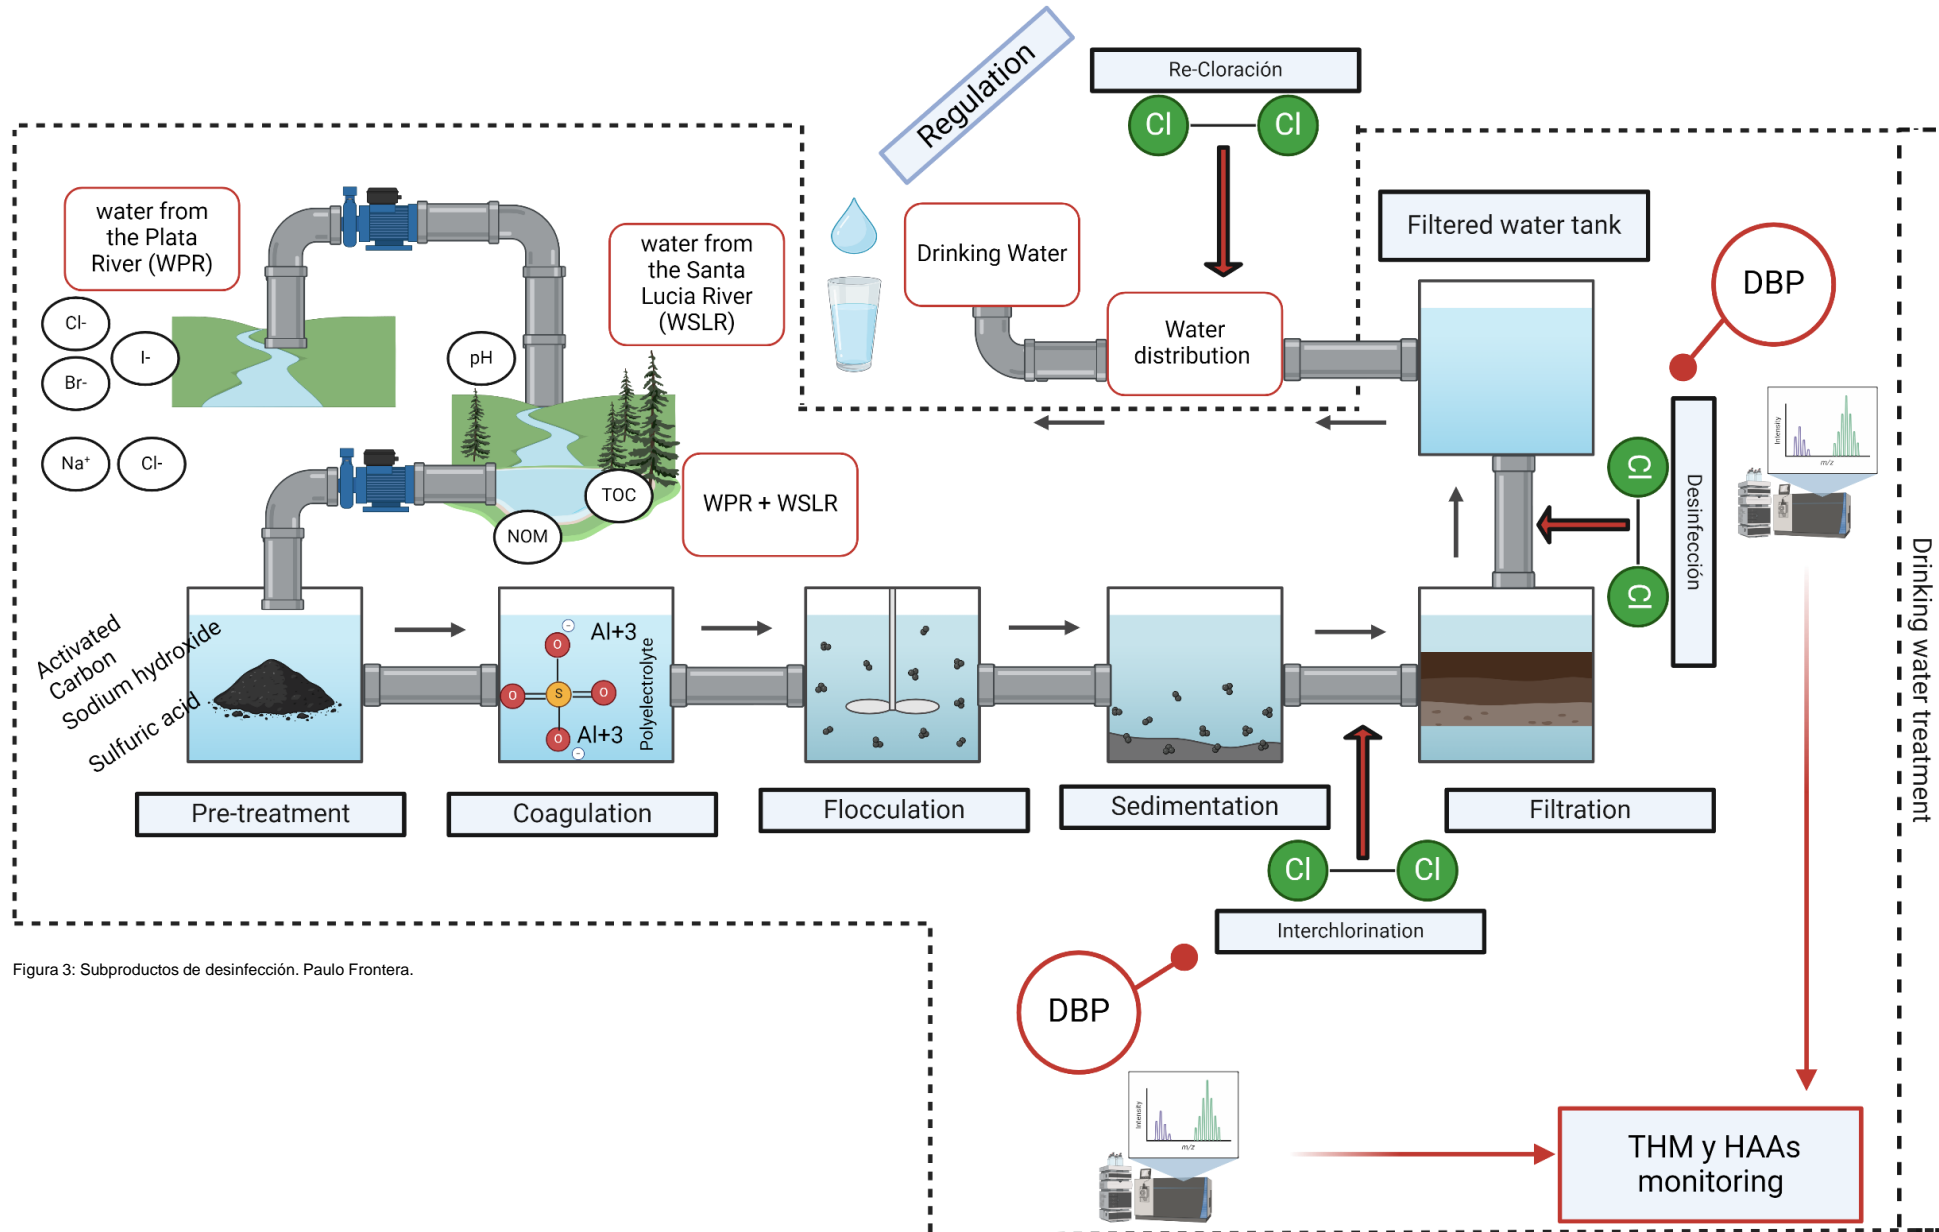 Regulation
Re-Cloración
Cl
Cl
water from
the Plata
River (WPR)
water from
the Santa
Lucia River
(WSLR)
Drinking Water
Filtered water tank
DBP
Cl-
I-
Br-
pH
Water
distribution
Na+
Cl-
TOC
NOM
WPR + WSLR
Cl
Cl
Desinfección
Intensity
m/z
Drinking water treatment
Activated
Carbon
Sodium hydroxide
Sulfuric acid
O
Al+3
O
S
O
O
Al+3
Polyelectrolyte
Pre-treatment
Coagulation
Flocculation
Sedimentation
Filtration
Cl
Cl
Interchlorination
Figura 3: Subproductos de desinfección. Paulo Frontera.
DBP
Intensity
m/z
THM y HAAs
monitoring